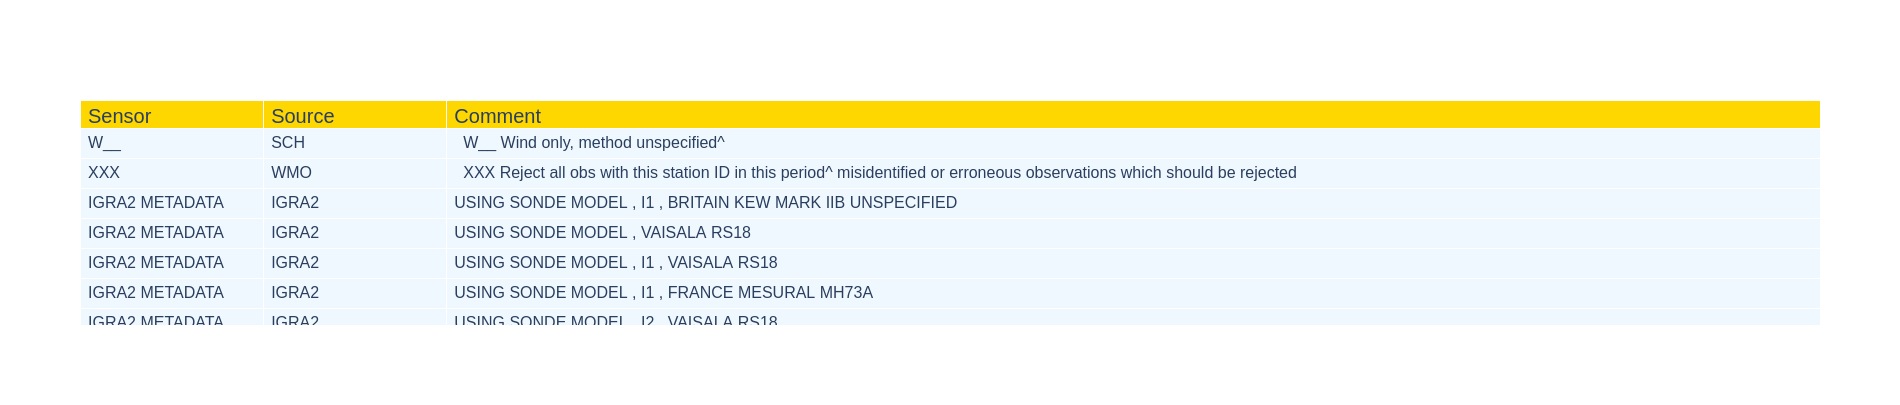 Sensor Source Comment
W__ SCH W__ Wind only, method unspecified^
XXX WMO XXX Reject all obs with this station ID in this period^ misidentified or erroneous observations which should be rejected
IGRA2 METADATA IGRA2 USING SONDE MODEL , I1 , BRITAIN KEW MARK IIB UNSPECIFIED
IGRA2 METADATA IGRA2 USING SONDE MODEL , VAISALA RS18
IGRA2 METADATA IGRA2 USING SONDE MODEL , I1 , VAISALA RS18
IGRA2 METADATA IGRA2 USING SONDE MODEL , I1 , FRANCE MESURAL MH73A
IGRA2 METADATA IGRA2 USING SONDE MODEL , I2 , VAISALA RS18